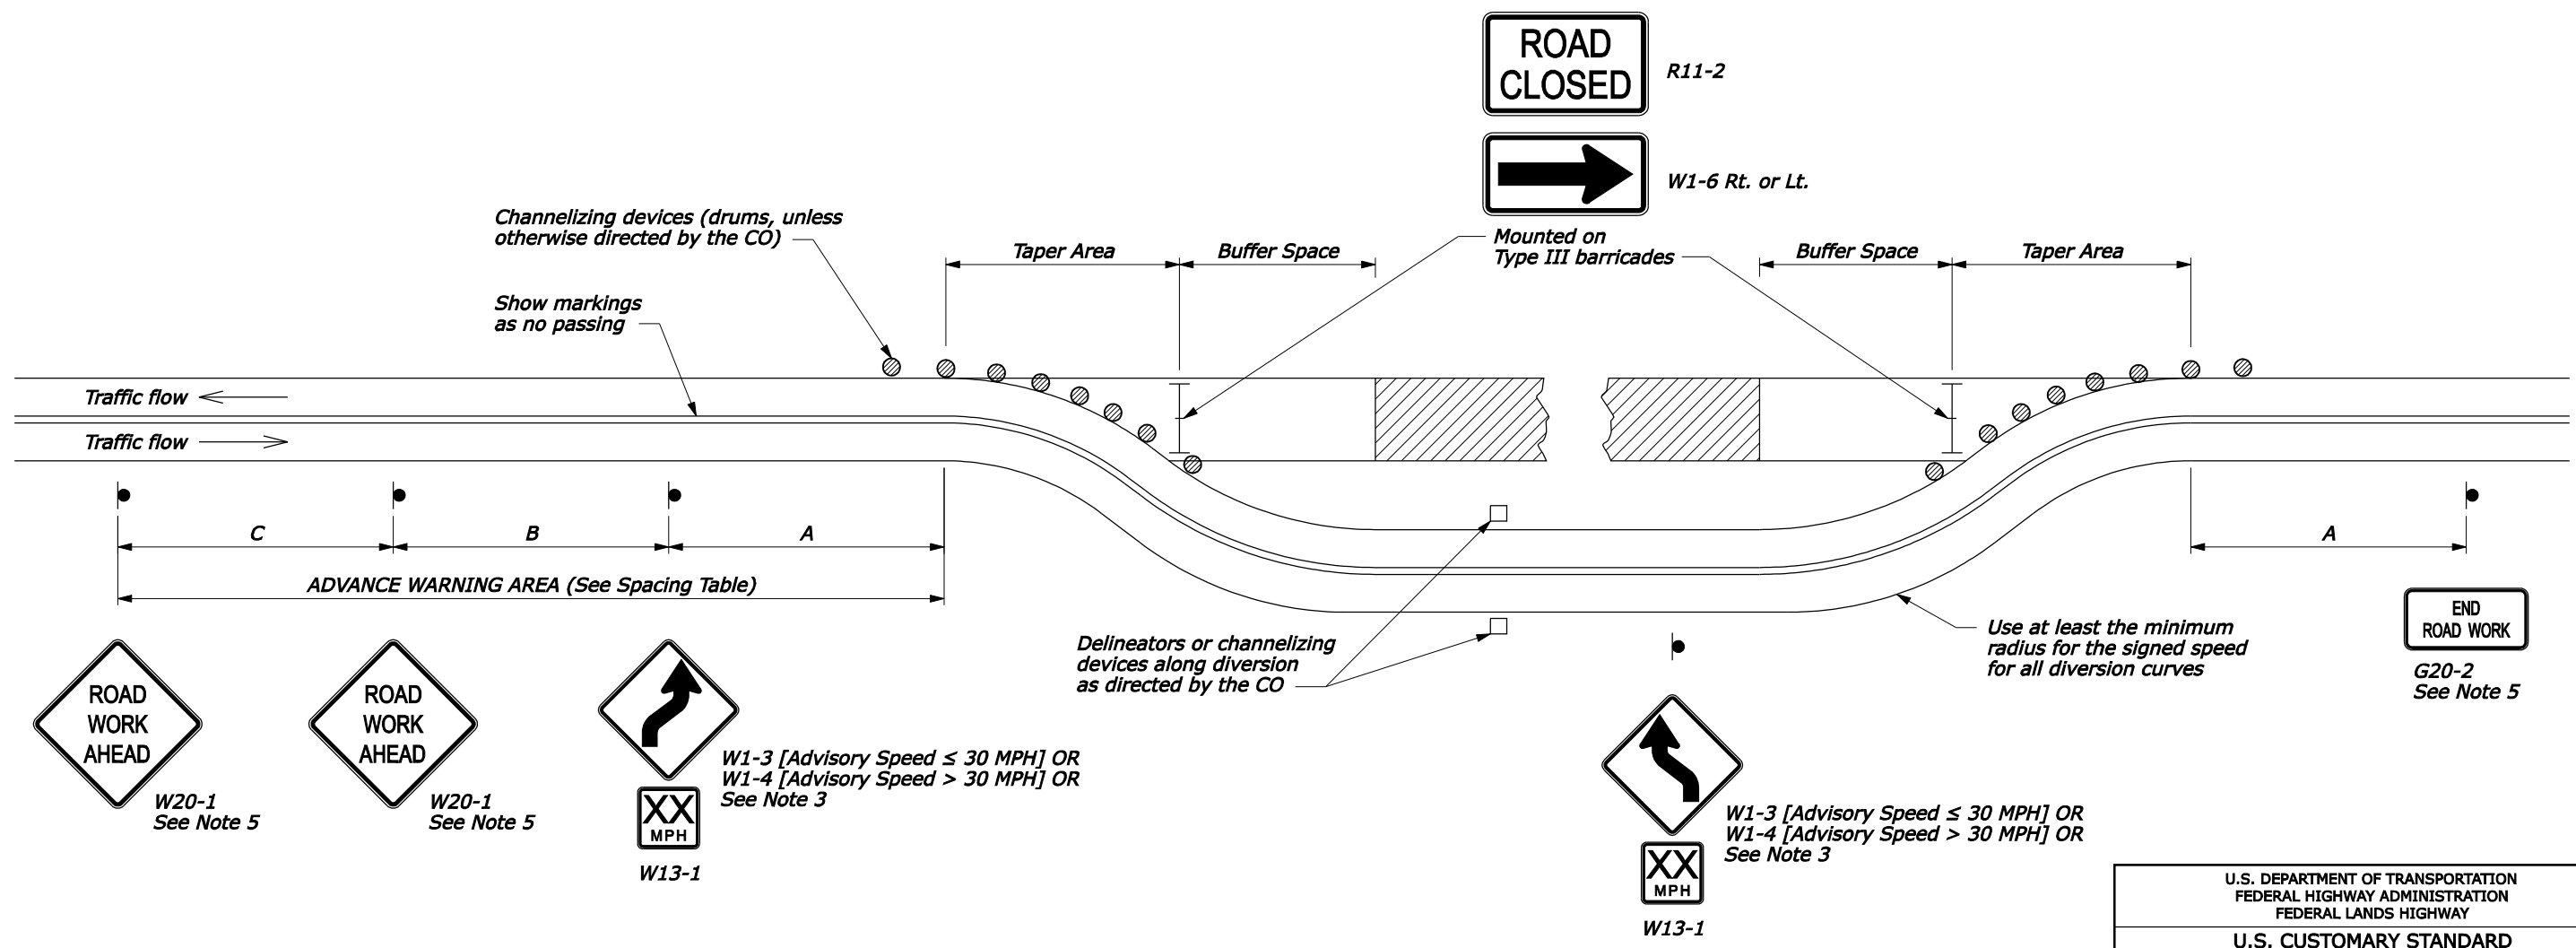 ROAD
CLOSED
R11-2
W1-6 Rt. or Lt.
Channelizing devices (drums, unless
otherwise directed by the CO)
Taper Area
Buffer Space
Mounted on
Type III barricades
Buffer Space
Taper Area
Show markings
as no passing
Traffic flow
Traffic flow
C
B
A
A
ADVANCE WARNING AREA (See Spacing Table)
ROAD
WORK
AHEAD
W20-1
See Note 5
ROAD
WORK
AHEAD
W20-1
See Note 5
W1-3 [Advisory Speed ≤ 30 MPH] OR
W1-4 [Advisory Speed > 30 MPH] OR
See Note 3
XX
MPH
W13-1
Delineators or channelizing
devices along diversion
as directed by the CO
W1-3 [Advisory Speed ≤ 30 MPH] OR
W1-4 [Advisory Speed > 30 MPH] OR
See Note 3
XX
MPH
W13-1
Use at least the minimum
radius for the signed speed
for all diversion curves
END
ROAD WORK
G20-2
See Note 5
U.S. DEPARTMENT OF TRANSPORTATION
FEDERAL HIGHWAY ADMINISTRATION
FEDERAL LANDS HIGHWAY
U.S. CUSTOMARY STANDARD